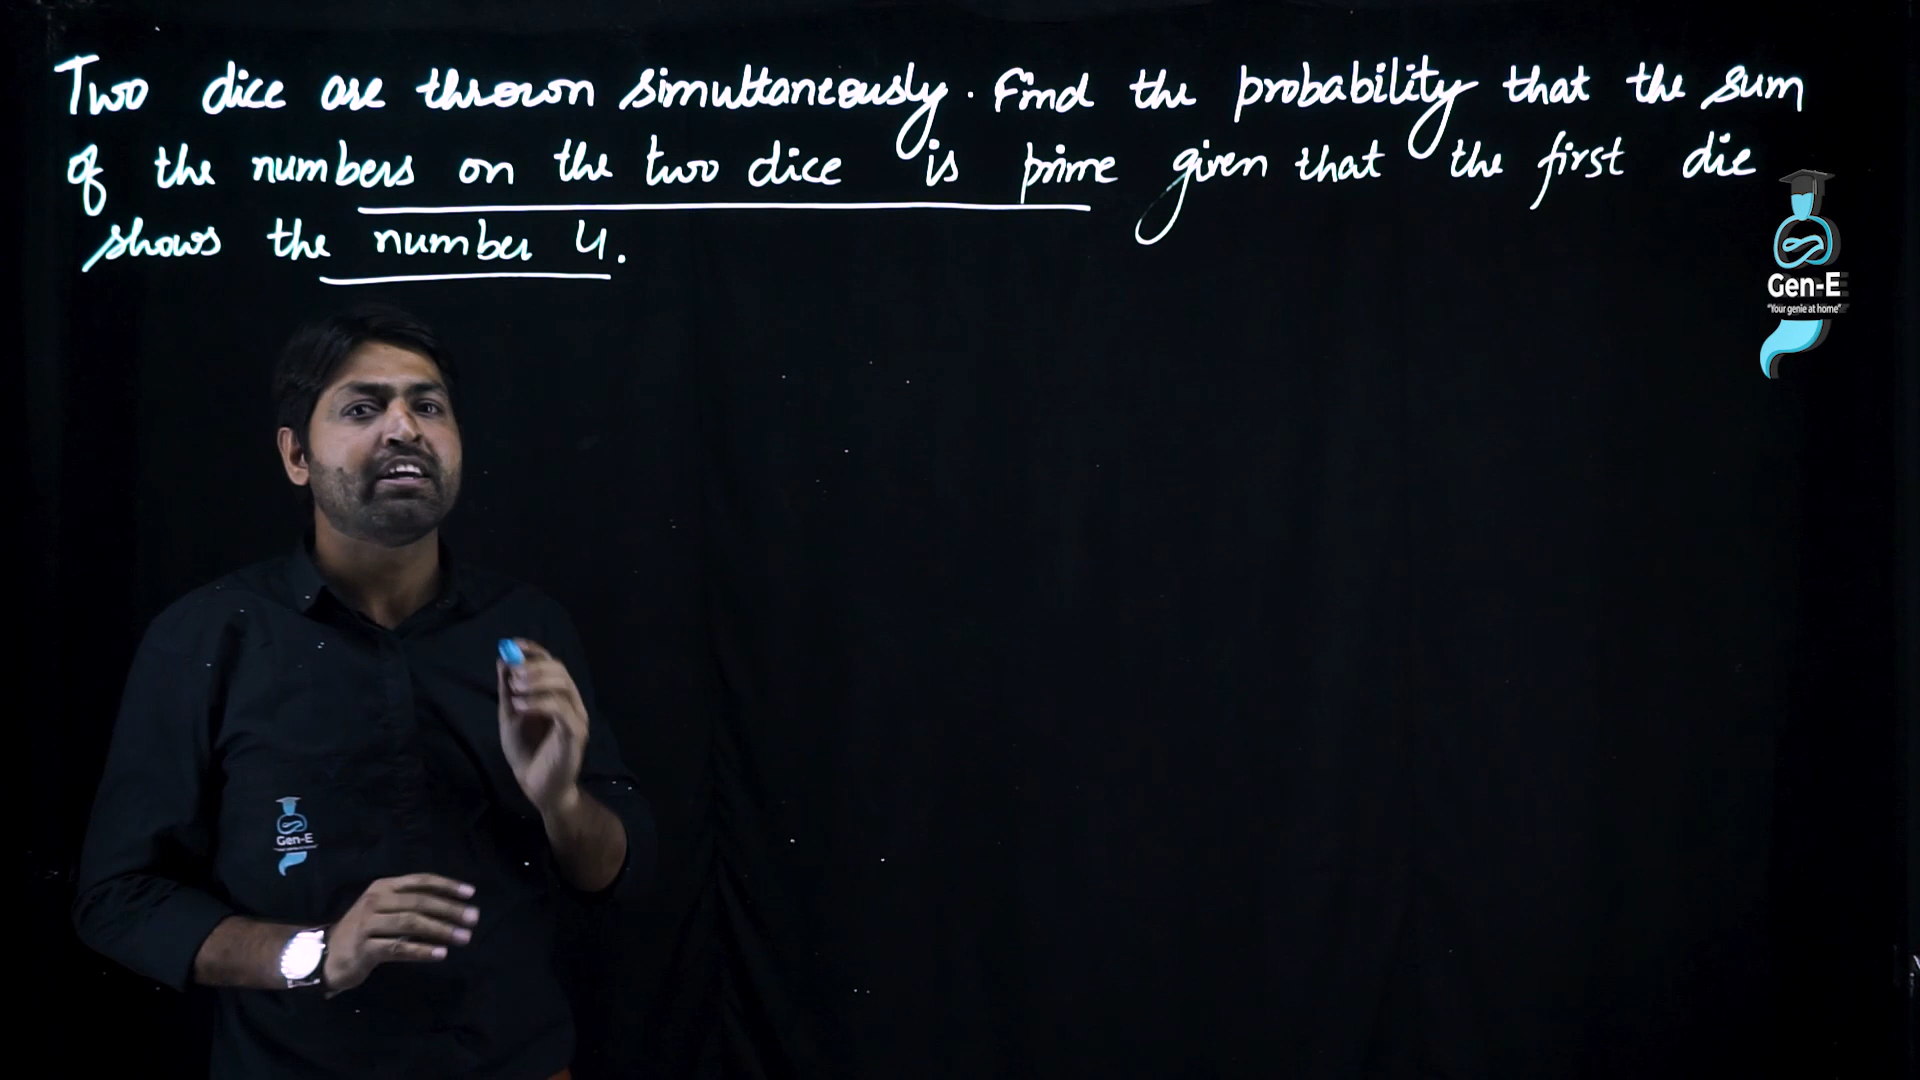 Two dice are thrown simultaneously. Find the probability that the sum
of the numbers on the two dice is prime given that the first die
shows the number 4.
Gen-E
"Your genie at home"
Gen-E